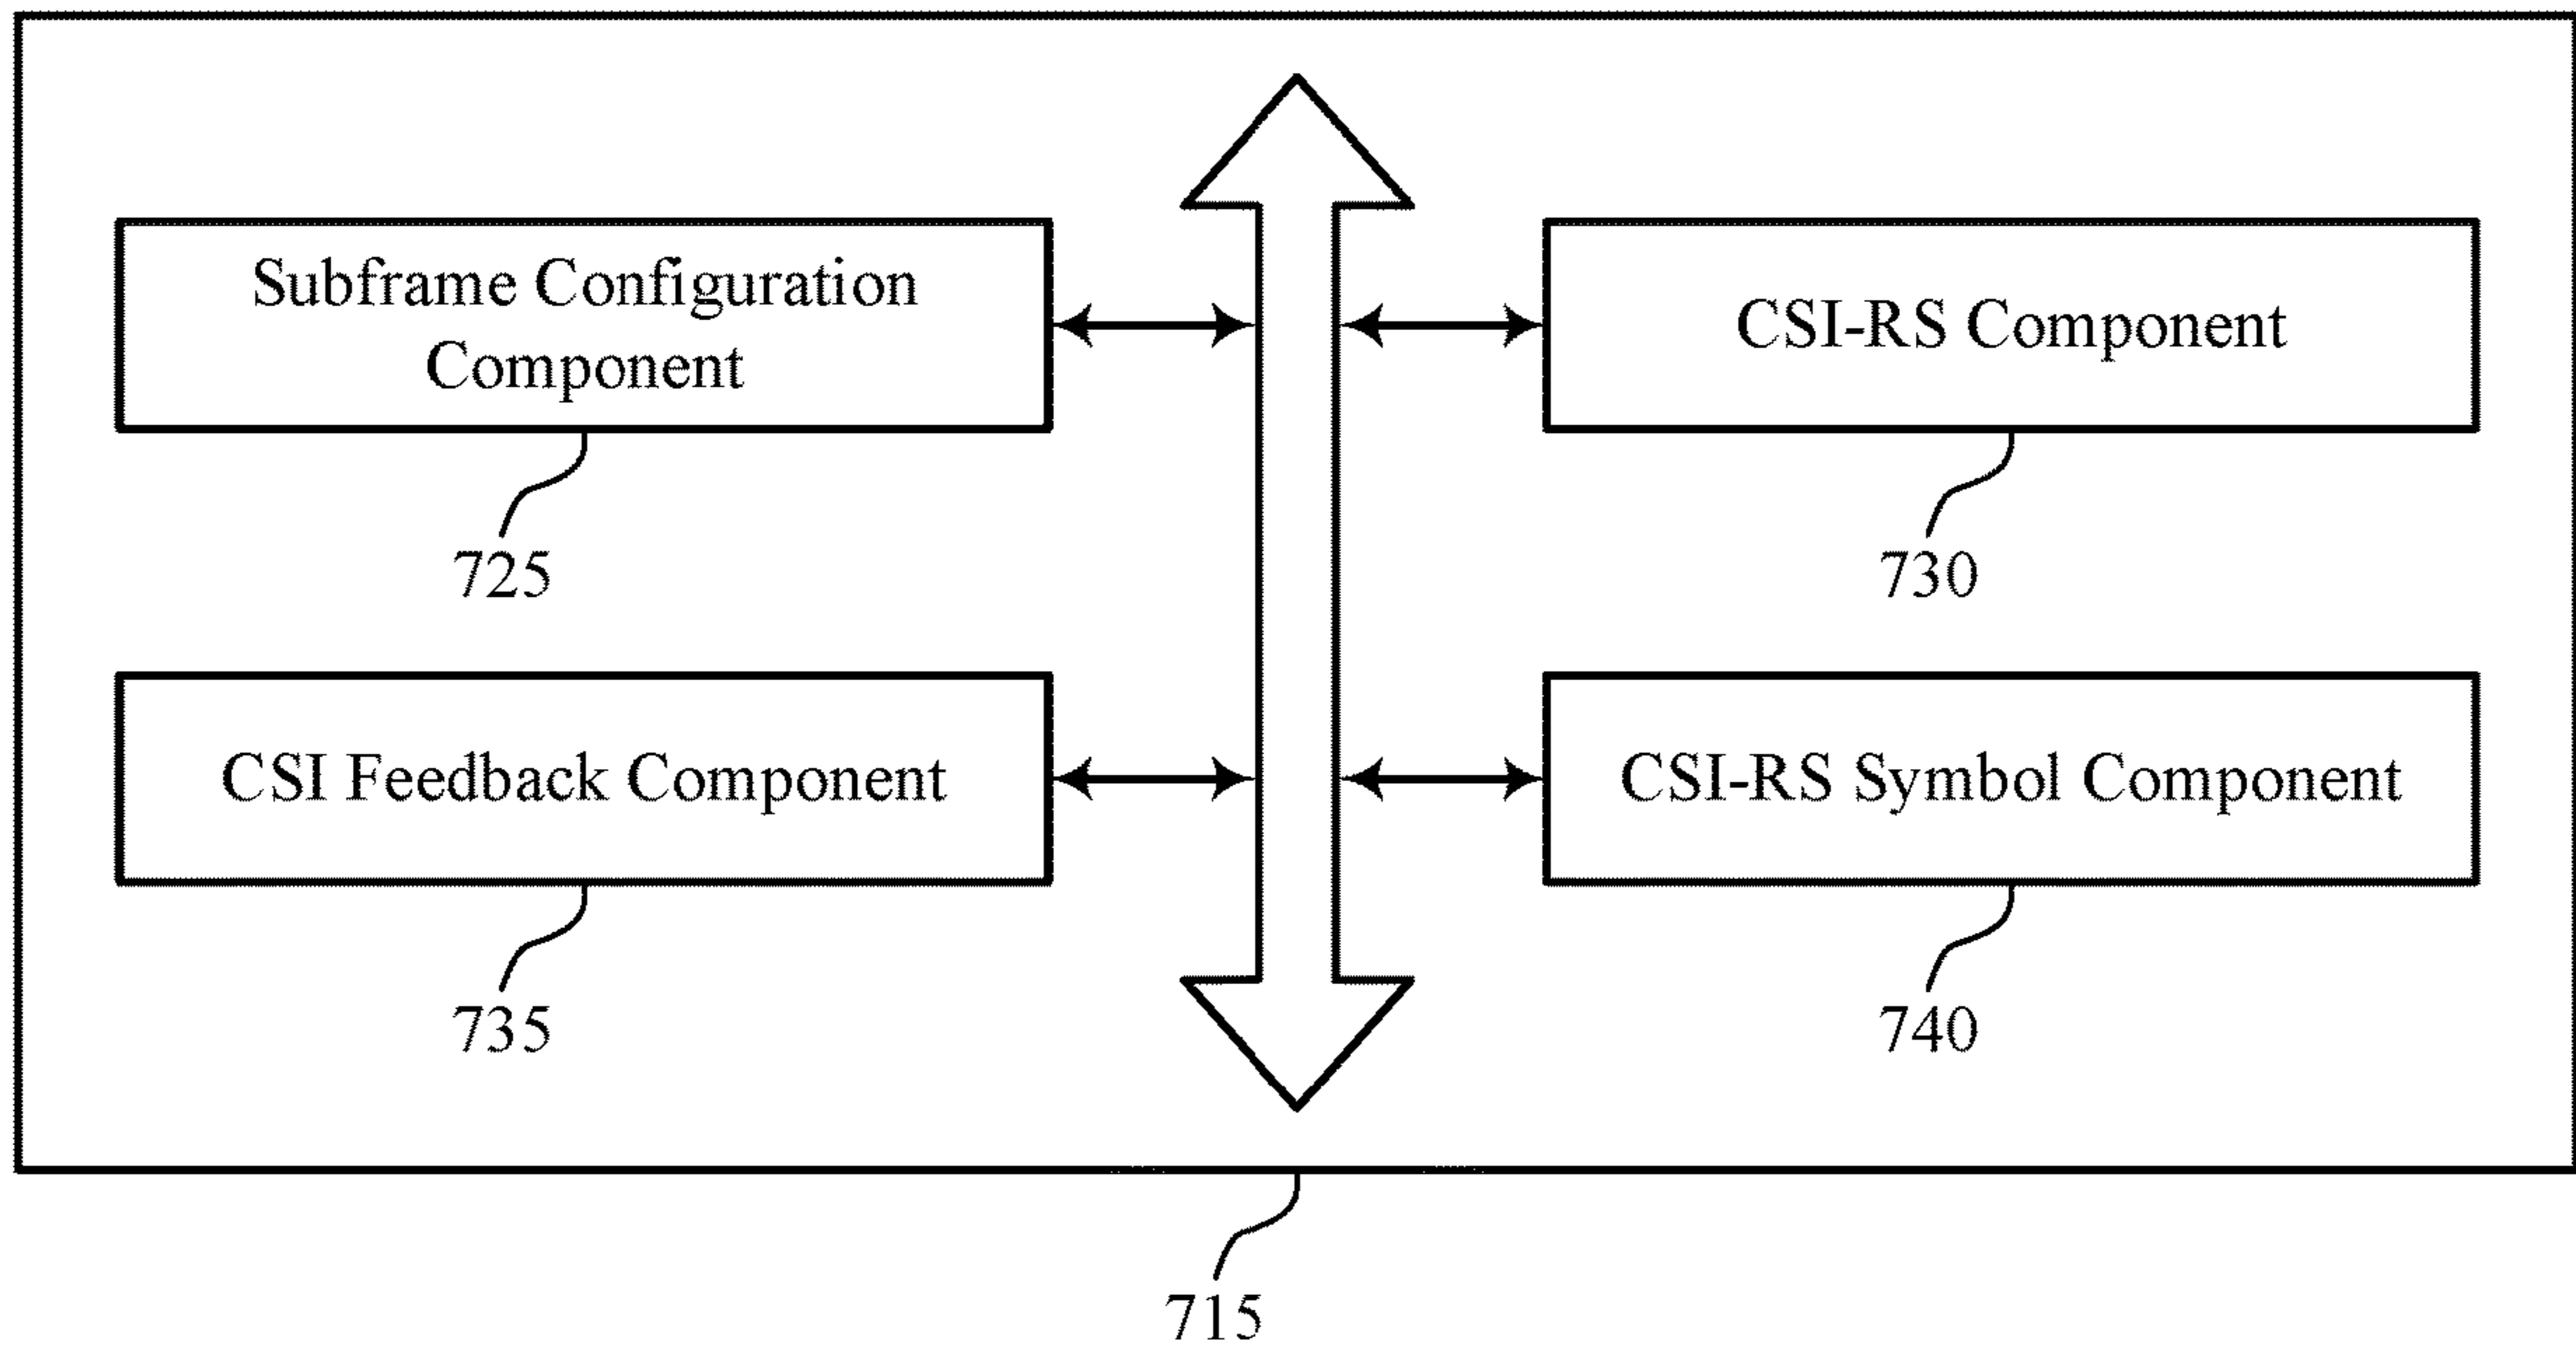 Subframe Configuration
Component
725
CSI-RS Component
730
CSI Feedback Component
735
CSI-RS Symbol Component
740
715